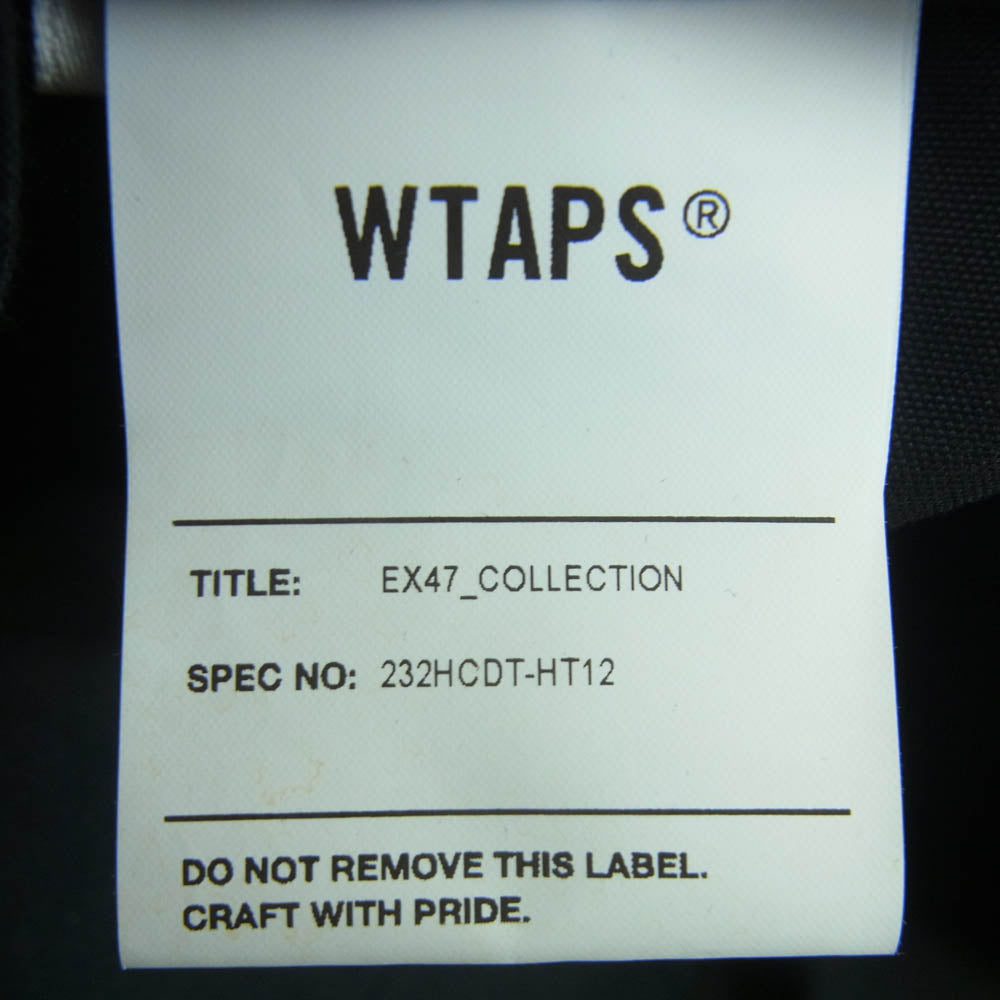 WTAPS®
TITLE: EX47_COLLECTION
SPEC NO: 232HCDT-HT12
DO NOT REMOVE THIS LABEL.
CRAFT WITH PRIDE.